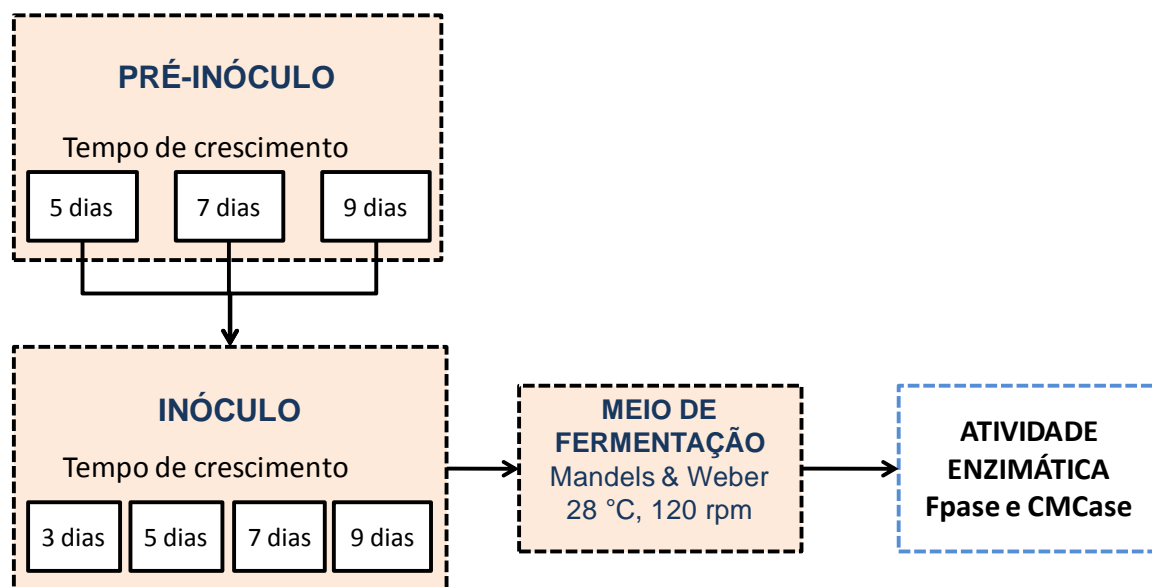 PRÉ-INÓCULO
Tempo de crescimento
5 dias
7 dias
9 dias
INÓCULO
Tempo de crescimento
3 dias
5 dias
7 dias
9 dias
MEIO DE
FERMENTAÇÃO
Mandels & Weber
28 °C, 120 rpm
ATIVIDADE
ENZIMÁTICA
Fpase e CMCase